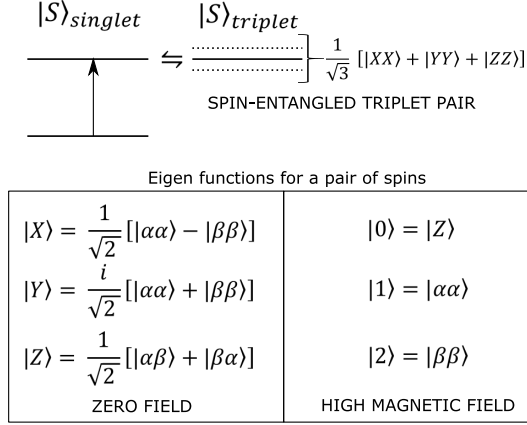 |S⟩singlet ⇌ |S⟩triplet
1/√3 [|XX⟩ + |YY⟩ + |ZZ⟩]
SPIN-ENTANGLED TRIPLET PAIR
Eigen functions for a pair of spins
|X⟩ = 1/√2 [|αα⟩ − |ββ⟩]
|0⟩ = |Z⟩
|Y⟩ = i/√2 [|αα⟩ + |ββ⟩]
|1⟩ = |αα⟩
|Z⟩ = 1/√2 [|αβ⟩ + |βα⟩]
|2⟩ = |ββ⟩
ZERO FIELD
HIGH MAGNETIC FIELD